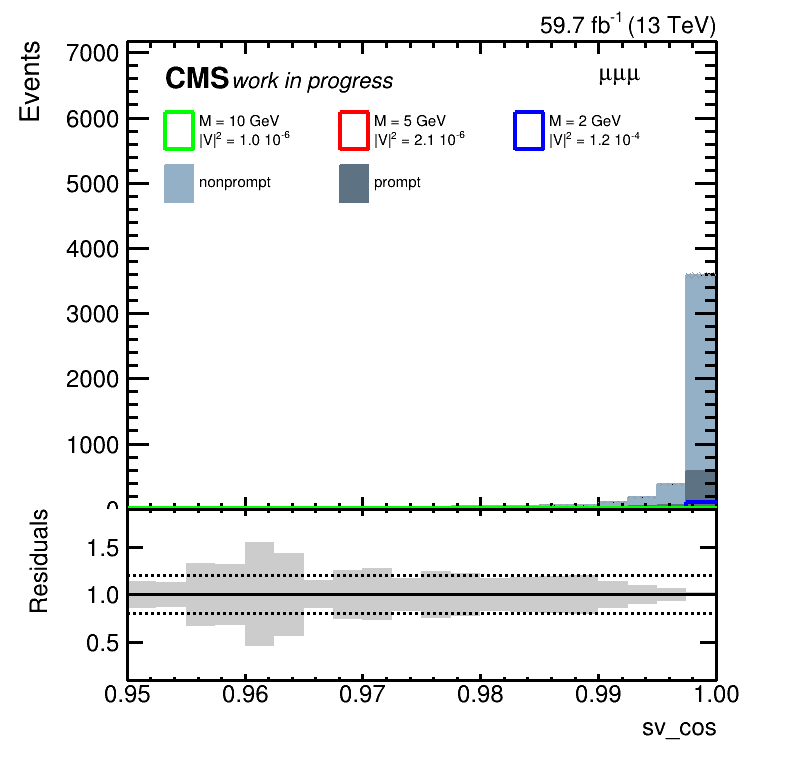 59.7 fb⁻¹ (13 TeV)
CMS work in progress
μμμ
M = 10 GeV
|V|² = 1.0 10⁻⁶
M = 5 GeV
|V|² = 2.1 10⁻⁶
M = 2 GeV
|V|² = 1.2 10⁻⁴
nonprompt
prompt
Events
7000
6000
5000
4000
3000
2000
1000
0
Residuals
1.5
1.0
0.5
0.95 0.96 0.97 0.98 0.99 1.00
sv_cos